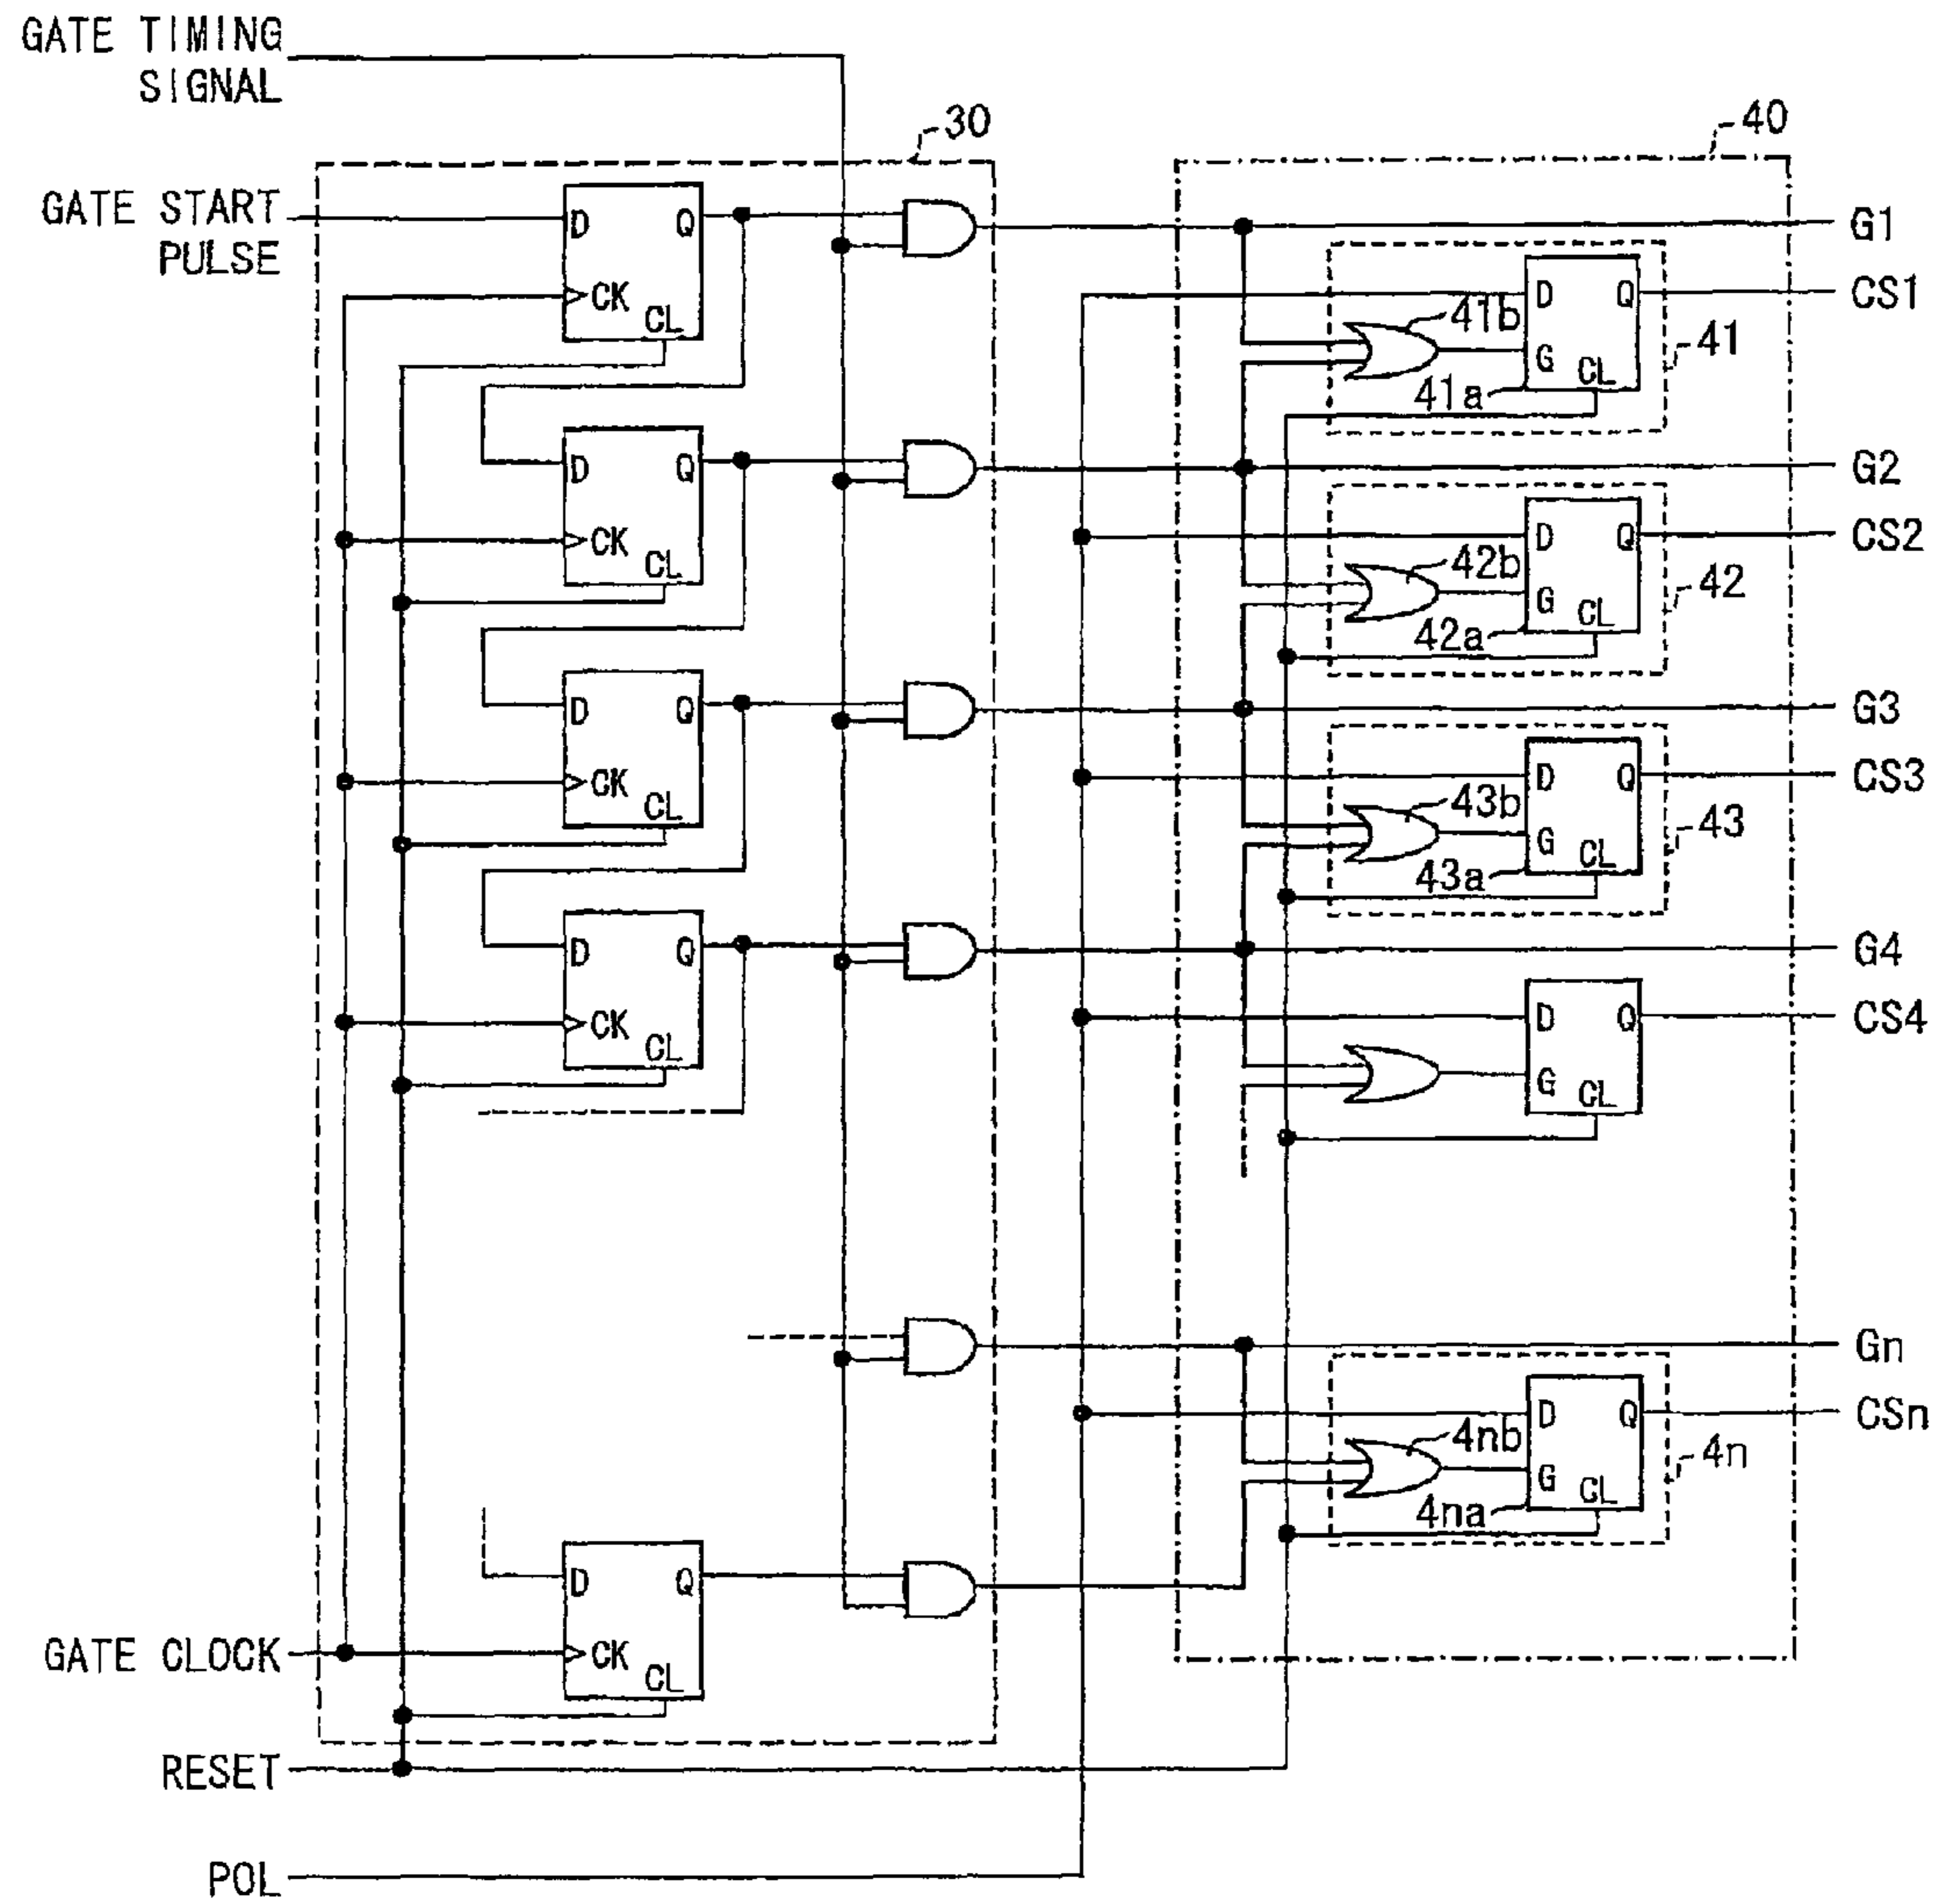 GATE TIMING
SIGNAL
30
40
GATE START
PULSE
D
Q
CK
CL
G1
D
Q
CS1
41b
41
G
CL
41a
D
Q
CK
CL
G2
D
Q
CS2
42b
42
G
CL
42a
D
Q
CK
CL
G3
D
Q
CS3
43b
43
G
CL
43a
D
Q
CK
CL
G4
D
Q
CS4
G
CL
Gn
D
Q
CSn
4nb
4n
G
CL
4na
D
Q
GATE CLOCK
CK
CL
RESET
POL